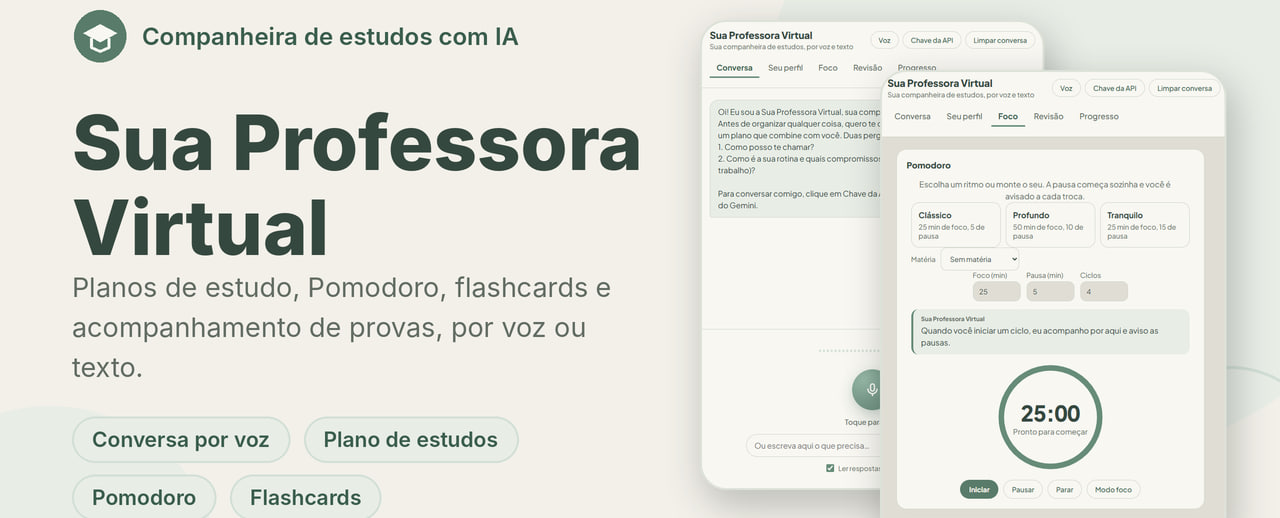 Companheira de estudos com IA
Sua Professora
Virtual
Planos de estudo, Pomodoro, flashcards e
acompanhamento de provas, por voz ou
texto.
Conversa por voz
Plano de estudos
Pomodoro
Flashcards
Sua Professora Virtual
Sua companheira de estudos, por voz e texto
Voz
Chave da API
Limpar conversa
Conversa
Seu perfil
Foco
Revisão
Progresso
Oi! Eu sou a Sua Professora Virtual, sua comp
Antes de organizar qualquer coisa, quero te c
um plano que combine com você. Duas perg
1. Como posso te chamar?
2. Como é a sua rotina e quais compromissos
trabalho)?
Para conversar comigo, clique em Chave da A
do Gemini.
Toque par
Ou escreva aqui o que precisa...
Ler respostas
Sua Professora Virtual
Sua companheira de estudos, por voz e texto
Voz
Chave da API
Limpar conversa
Conversa
Seu perfil
Foco
Revisão
Progresso
Pomodoro
Escolha um ritmo ou monte o seu. A pausa começa sozinha e você é
avisado a cada troca.
Clássico
25 min de foco, 5 de
pausa
Profundo
50 min de foco, 10 de
pausa
Tranquilo
25 min de foco, 15 de
pausa
Matéria
Sem matéria
Foco (min)
Pausa (min)
Ciclos
25
5
4
Sua Professora Virtual
Quando você iniciar um ciclo, eu acompanho por aqui e aviso as
pausas.
25:00
Pronto para começar
Iniciar
Pausar
Parar
Modo foco